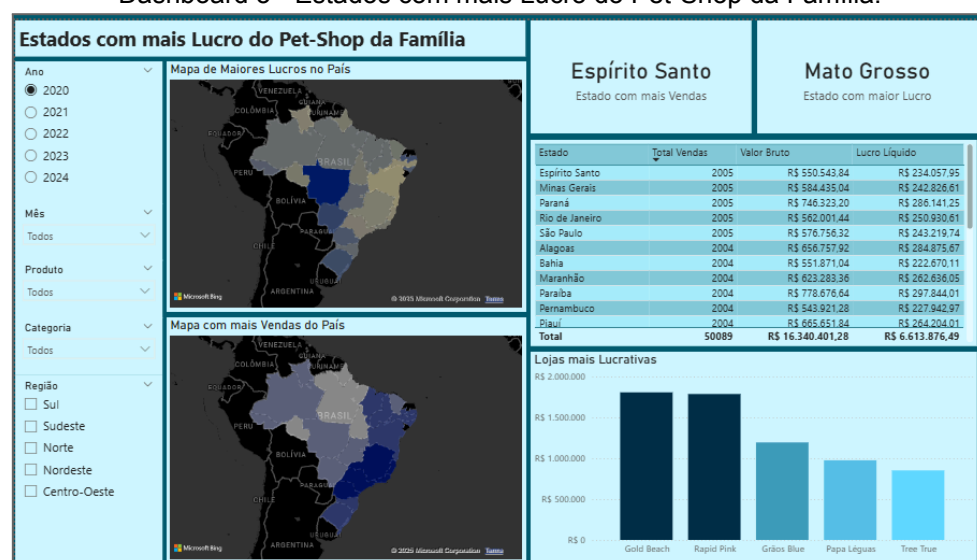 Dashboard 3 - Estados com mais Lucro do Pet-Shop da Família.
Estados com mais Lucro do Pet-Shop da Família
Ano
2020
2021
2022
2023
2024
Mês
Todos
Produto
Todos
Categoria
Todos
Região
Sul
Sudeste
Norte
Nordeste
Centro-Oeste
Mapa de Maiores Lucros no País
VENEZUELA
COLÔMBIA
BRASIL
PERU
BOLÍVIA
CHILE
ARGENTINA
Microsoft Bing
© 2025 Microsoft Corporation Terms
Mapa com mais Vendas do País
VENEZUELA
COLÔMBIA
BRASIL
PERU
BOLÍVIA
CHILE
ARGENTINA
Microsoft Bing
© 2025 Microsoft Corporation Terms
Espírito Santo
Estado com mais Vendas
Mato Grosso
Estado com maior Lucro
Estado Total Vendas Valor Bruto Lucro Líquido
Espírito Santo 2005 R$ 550.543,84 R$ 234.057,95
Minas Gerais 2005 R$ 584.435,04 R$ 242.826,61
Paraná 2005 R$ 746.323,20 R$ 286.141,25
Rio de Janeiro 2005 R$ 562.001,44 R$ 250.930,61
São Paulo 2005 R$ 576.756,32 R$ 243.219,74
Alagoas 2004 R$ 656.757,92 R$ 284.875,67
Bahia 2004 R$ 551.871,04 R$ 222.670,11
Maranhão 2004 R$ 623.283,36 R$ 262.636,05
Paraíba 2004 R$ 778.676,64 R$ 297.844,01
Pernambuco 2004 R$ 543.921,28 R$ 227.942,97
Piauí 2004 R$ 665.651,84 R$ 264.204,01
Total 50089 R$ 16.340.401,28 R$ 6.613.876,49
Lojas mais Lucrativas
R$ 2.000.000
R$ 1.500.000
R$ 1.000.000
R$ 500.000
R$ 0
Gold Beach Rapid Pink Grãos Blue Papa Léguas Tree True